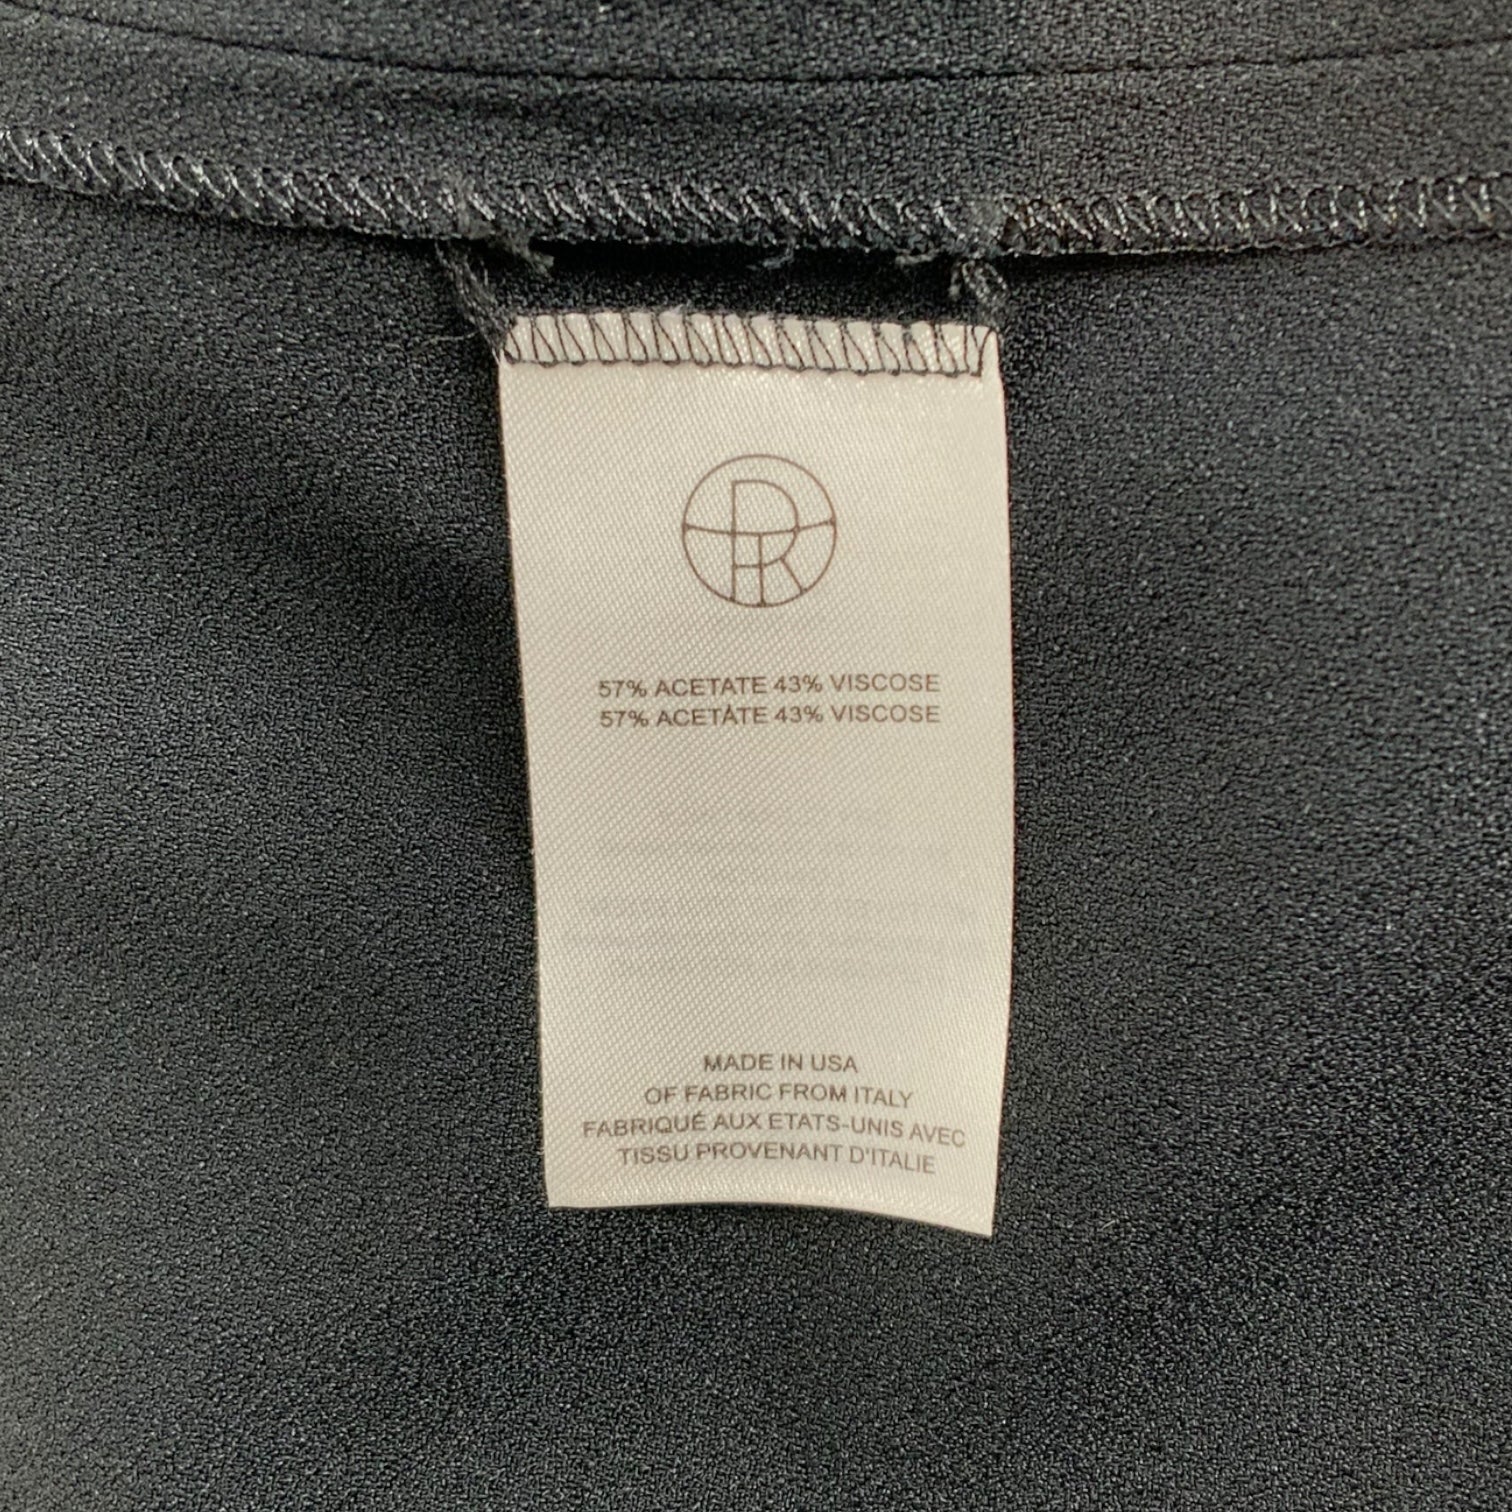 57% ACETATE 43% VISCOSE
57% ACÉTATE 43% VISCOSE
MADE IN USA
OF FABRIC FROM ITALY
FABRIQUÉ AUX ETATS-UNIS AVEC
TISSU PROVENANT D'ITALIE